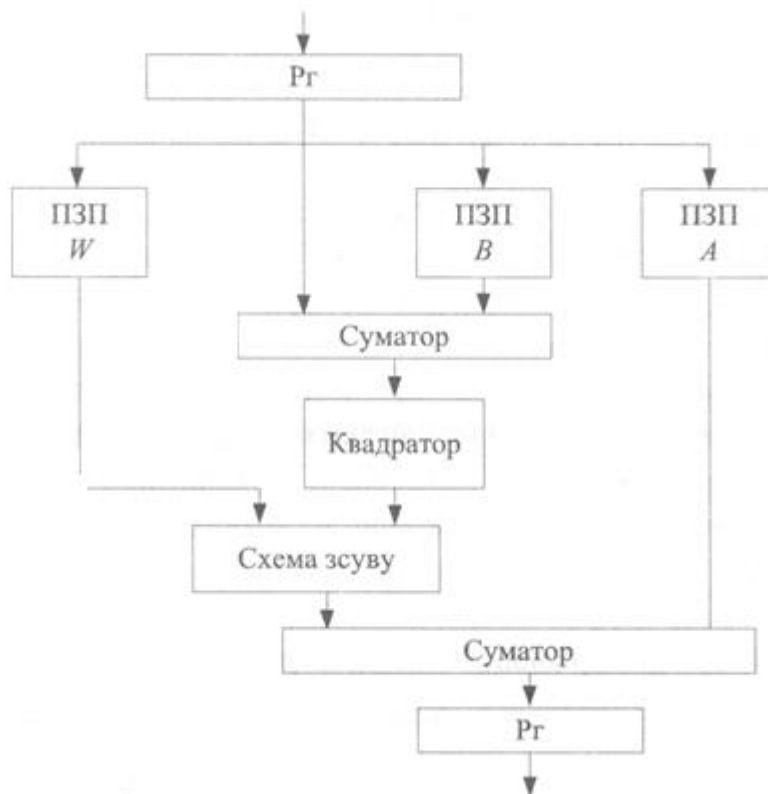 Рг
ПЗП
W
ПЗП
B
ПЗП
A
Суматор
Квадратор
Схема зсуву
Суматор
Рг